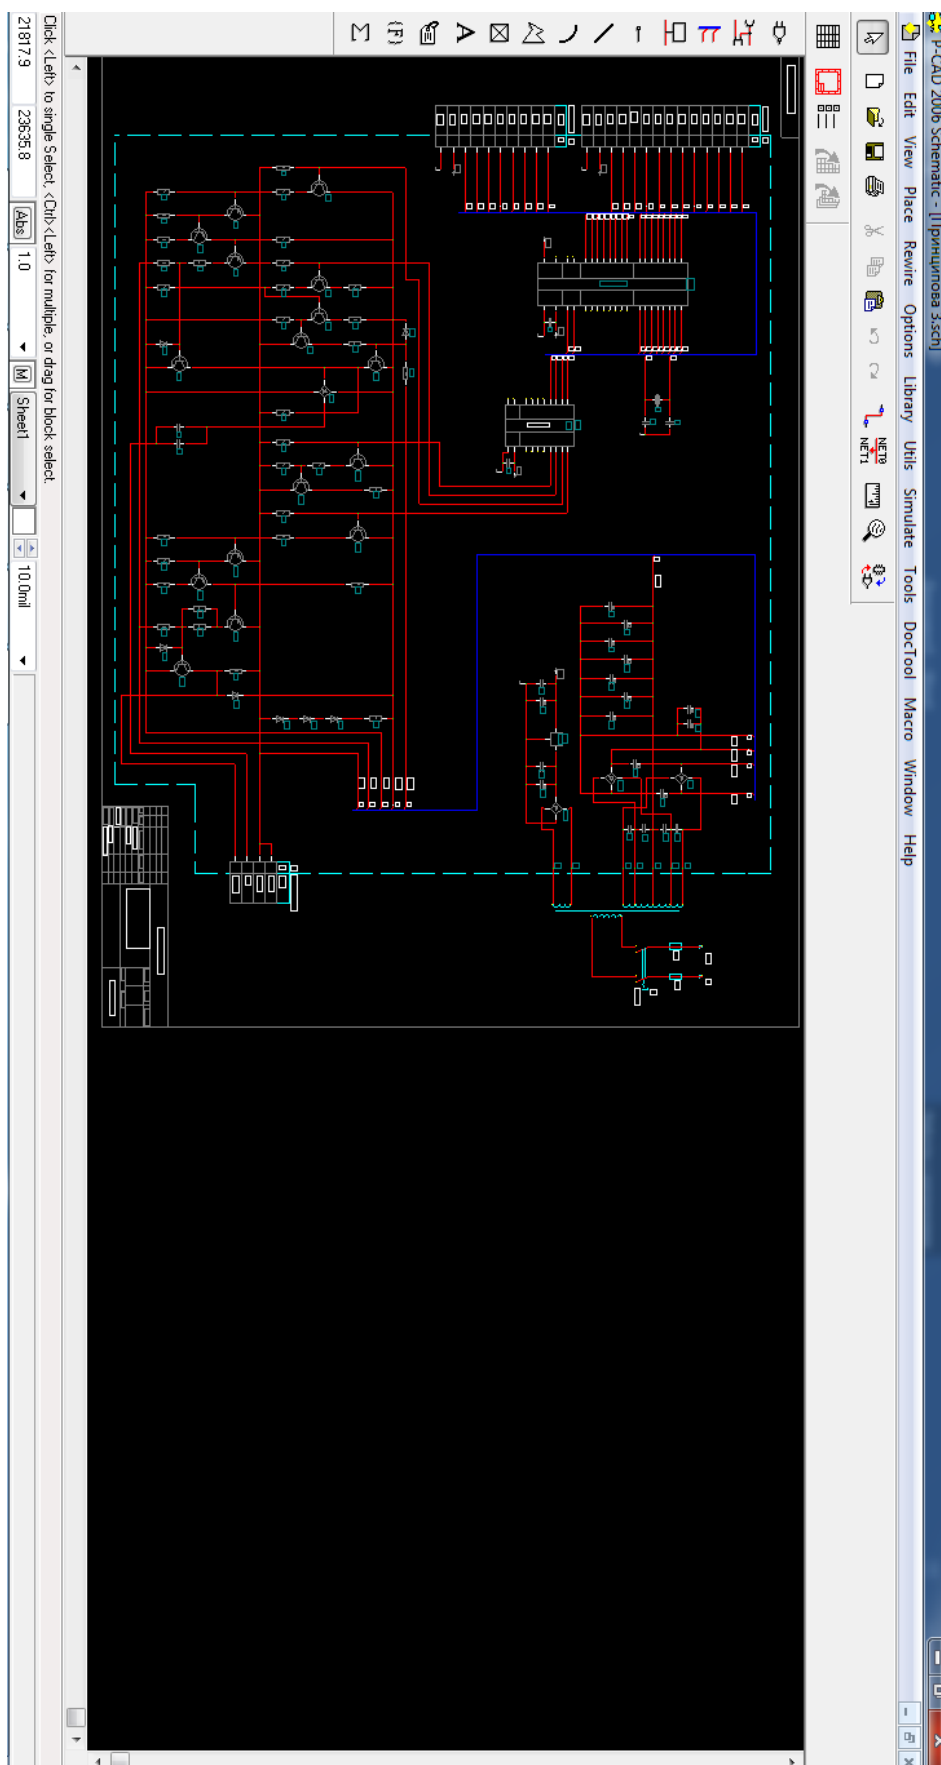 P-CAD 2006 Schematic - [Принципова 3.sch]
File Edit View Place Rewire Options Library Utils Simulate Tools DocTool Macro Window Help
NET0
NET1
A
{F}
Click <Left> to single Select, <Ctrl><Left> for multiple, or drag for block select.
21817.9 23635.8 Abs 1.0 M Sheet1 10.0mil